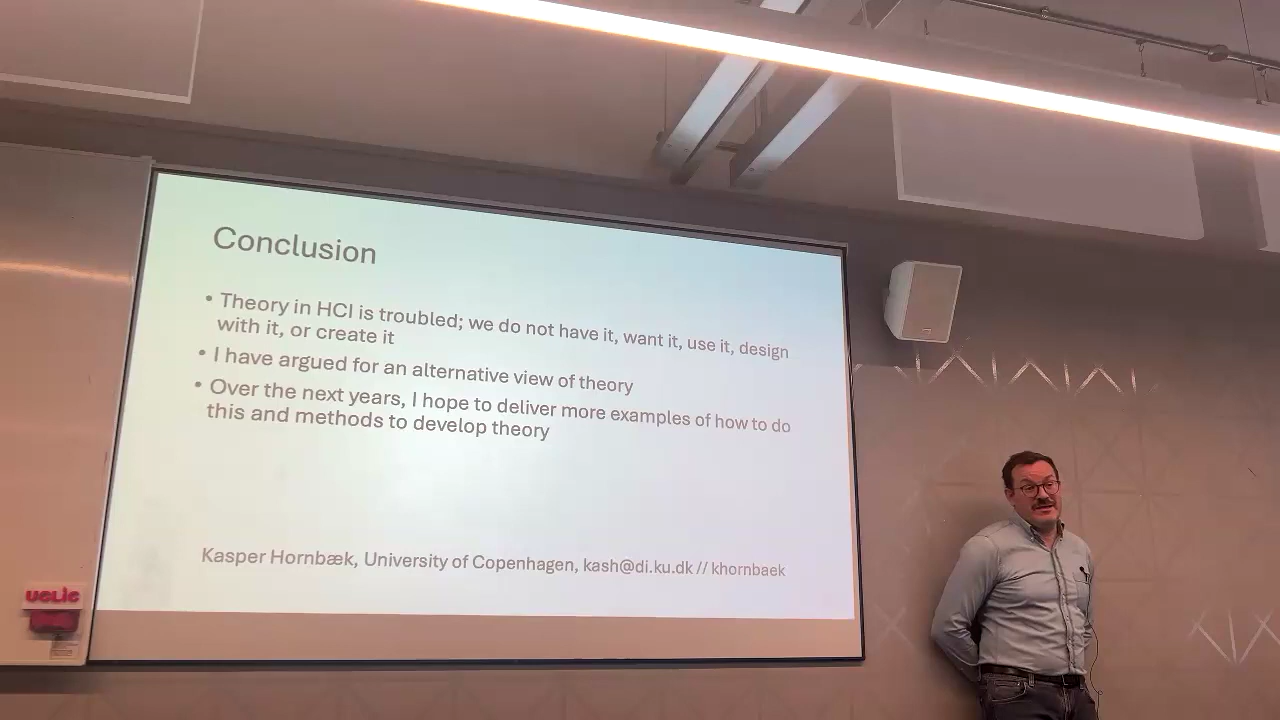 Conclusion
• Theory in HCI is troubled; we do not have it, want it, use it, design
with it, or create it
• I have argued for an alternative view of theory
• Over the next years, I hope to deliver more examples of how to do
this and methods to develop theory
Kasper Hornbæk, University of Copenhagen, kash@di.ku.dk // khornbaek
uclic